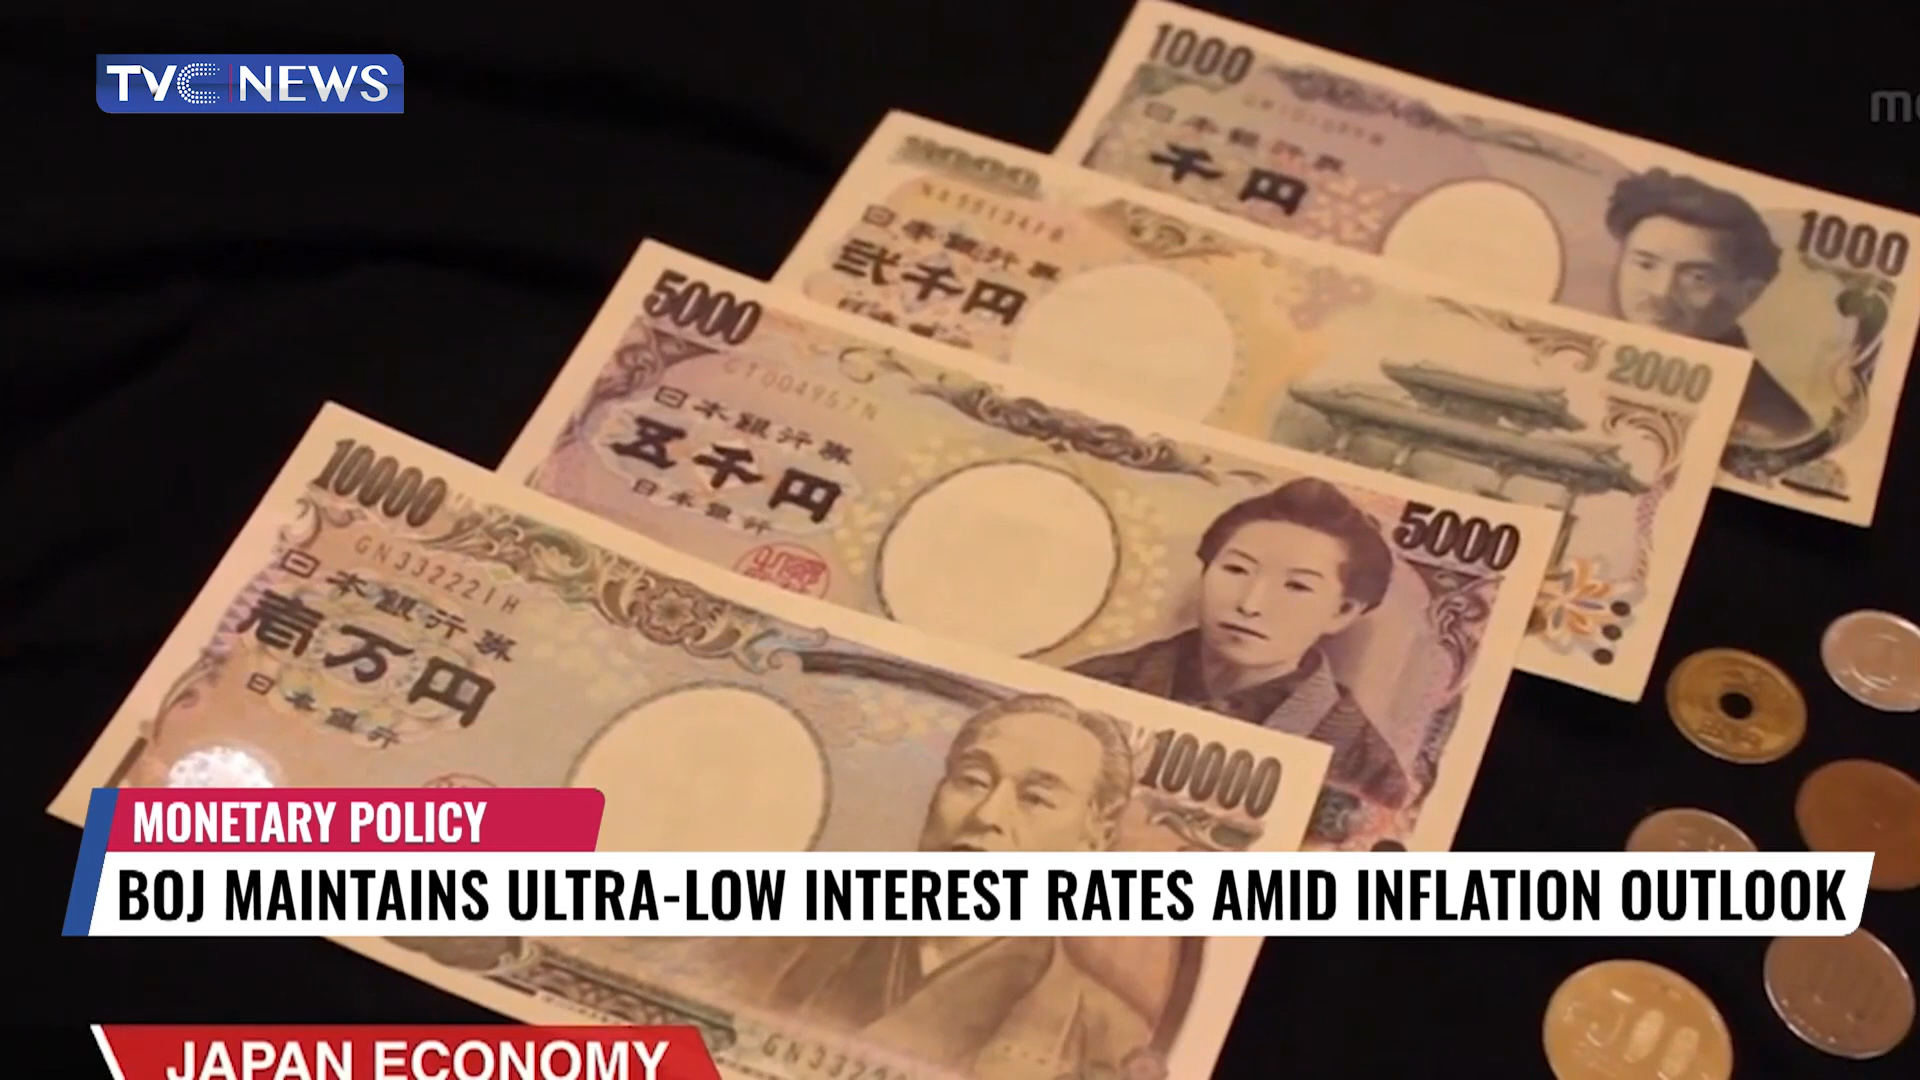 TVC NEWS
1000
日本銀行券
千円
1000
2000
日本銀行券
弐千円
2000
5000
日本銀行券
五千円
日本銀行
5000
10000
GN332221H
日本銀行券
壱万円
日本銀行
10000
500
MONETARY POLICY
BOJ MAINTAINS ULTRA-LOW INTEREST RATES AMID INFLATION OUTLOOK
JAPAN ECONOMY